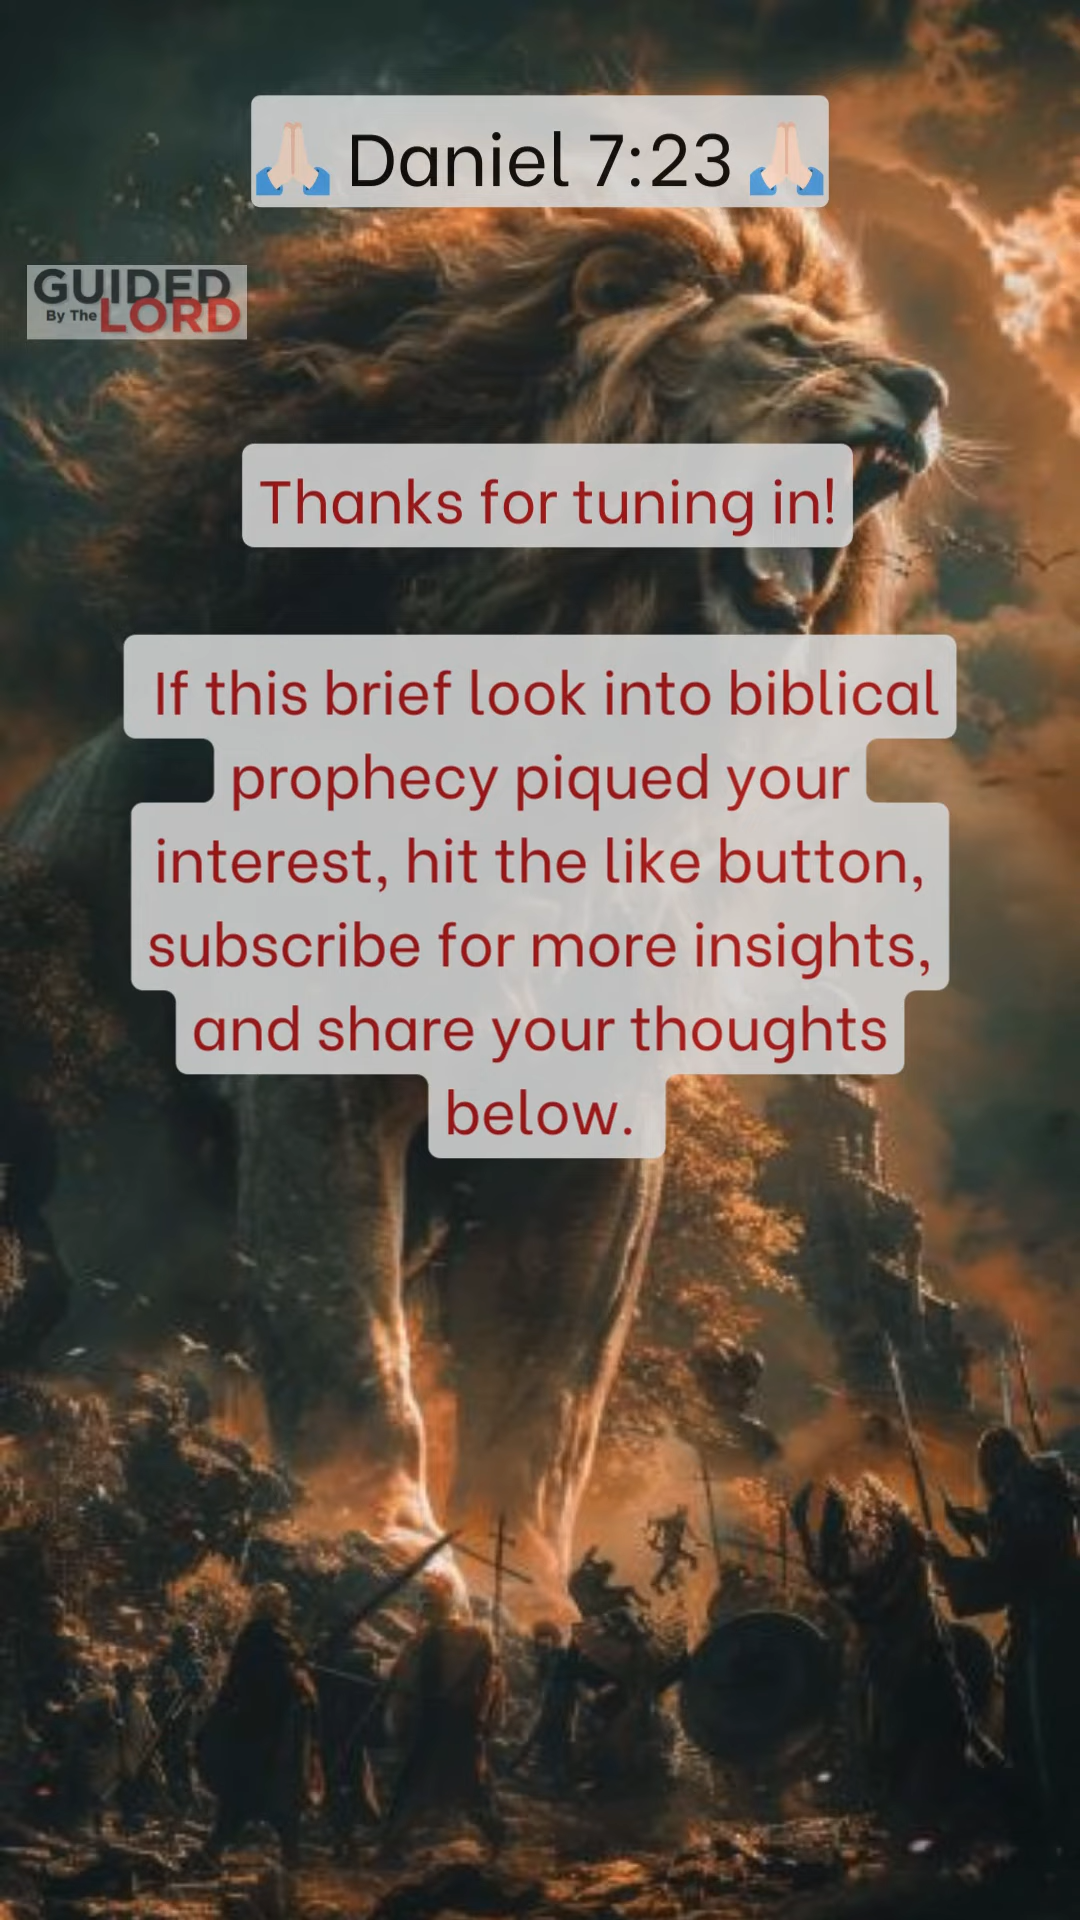 🙏🏻 Daniel 7:23 🙏🏻
GUIDED
By The LORD
Thanks for tuning in!
If this brief look into biblical
prophecy piqued your
interest, hit the like button,
subscribe for more insights,
and share your thoughts
below.